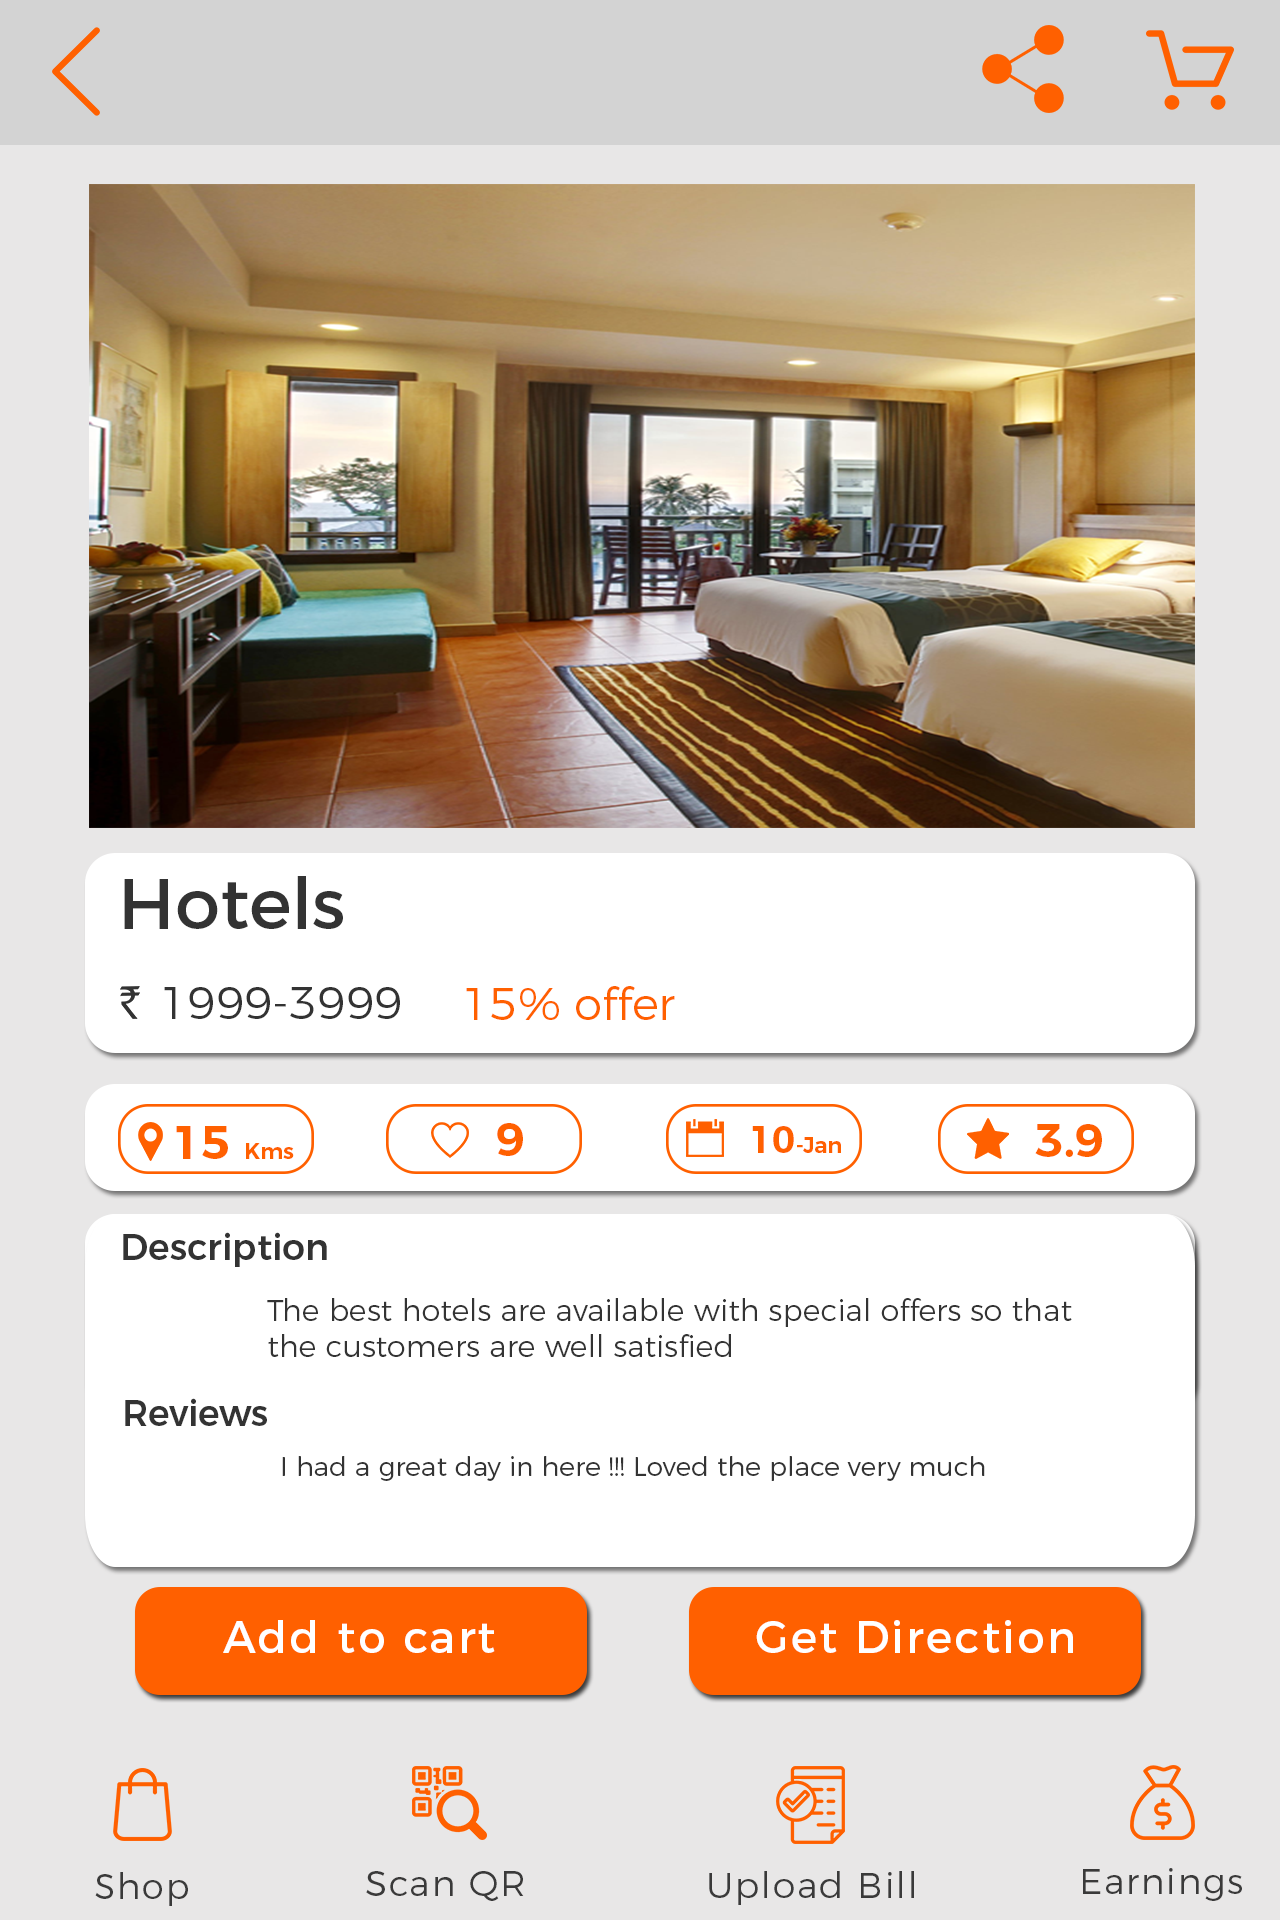 Hotels
₹ 1999-3999 15% offer
15 Kms 9 10-Jan 3.9
Description
The best hotels are available with special offers so that
the customers are well satisfied
Reviews
I had a great day in here !!! Loved the place very much
Add to cart Get Direction
Shop Scan QR Upload Bill Earnings